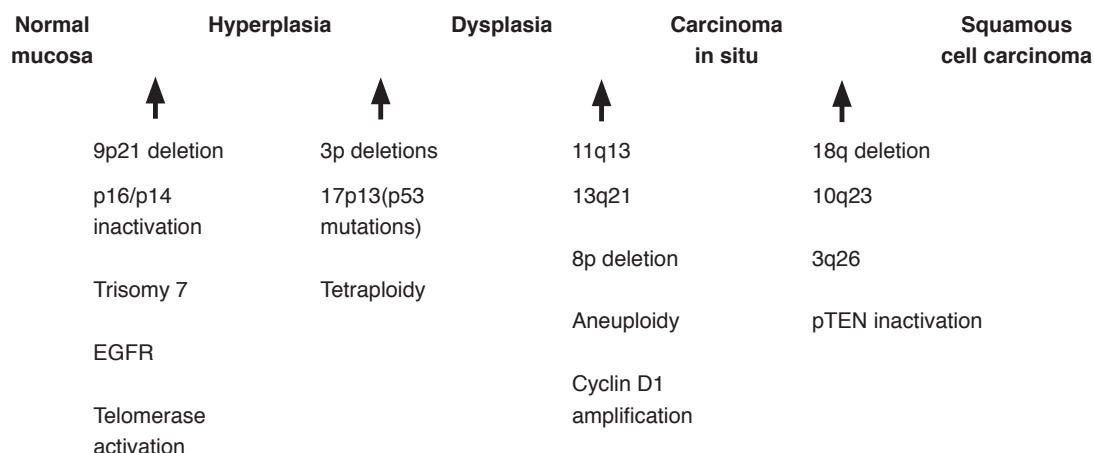 Normal
mucosa
Hyperplasia
Dysplasia
Carcinoma
in situ
Squamous
cell carcinoma
9p21 deletion
p16/p14
inactivation
Trisomy 7
EGFR
Telomerase
activation
3p deletions
17p13(p53
mutations)
Tetraploidy
11q13
13q21
8p deletion
Aneuploidy
Cyclin D1
amplification
18q deletion
10q23
3q26
pTEN inactivation